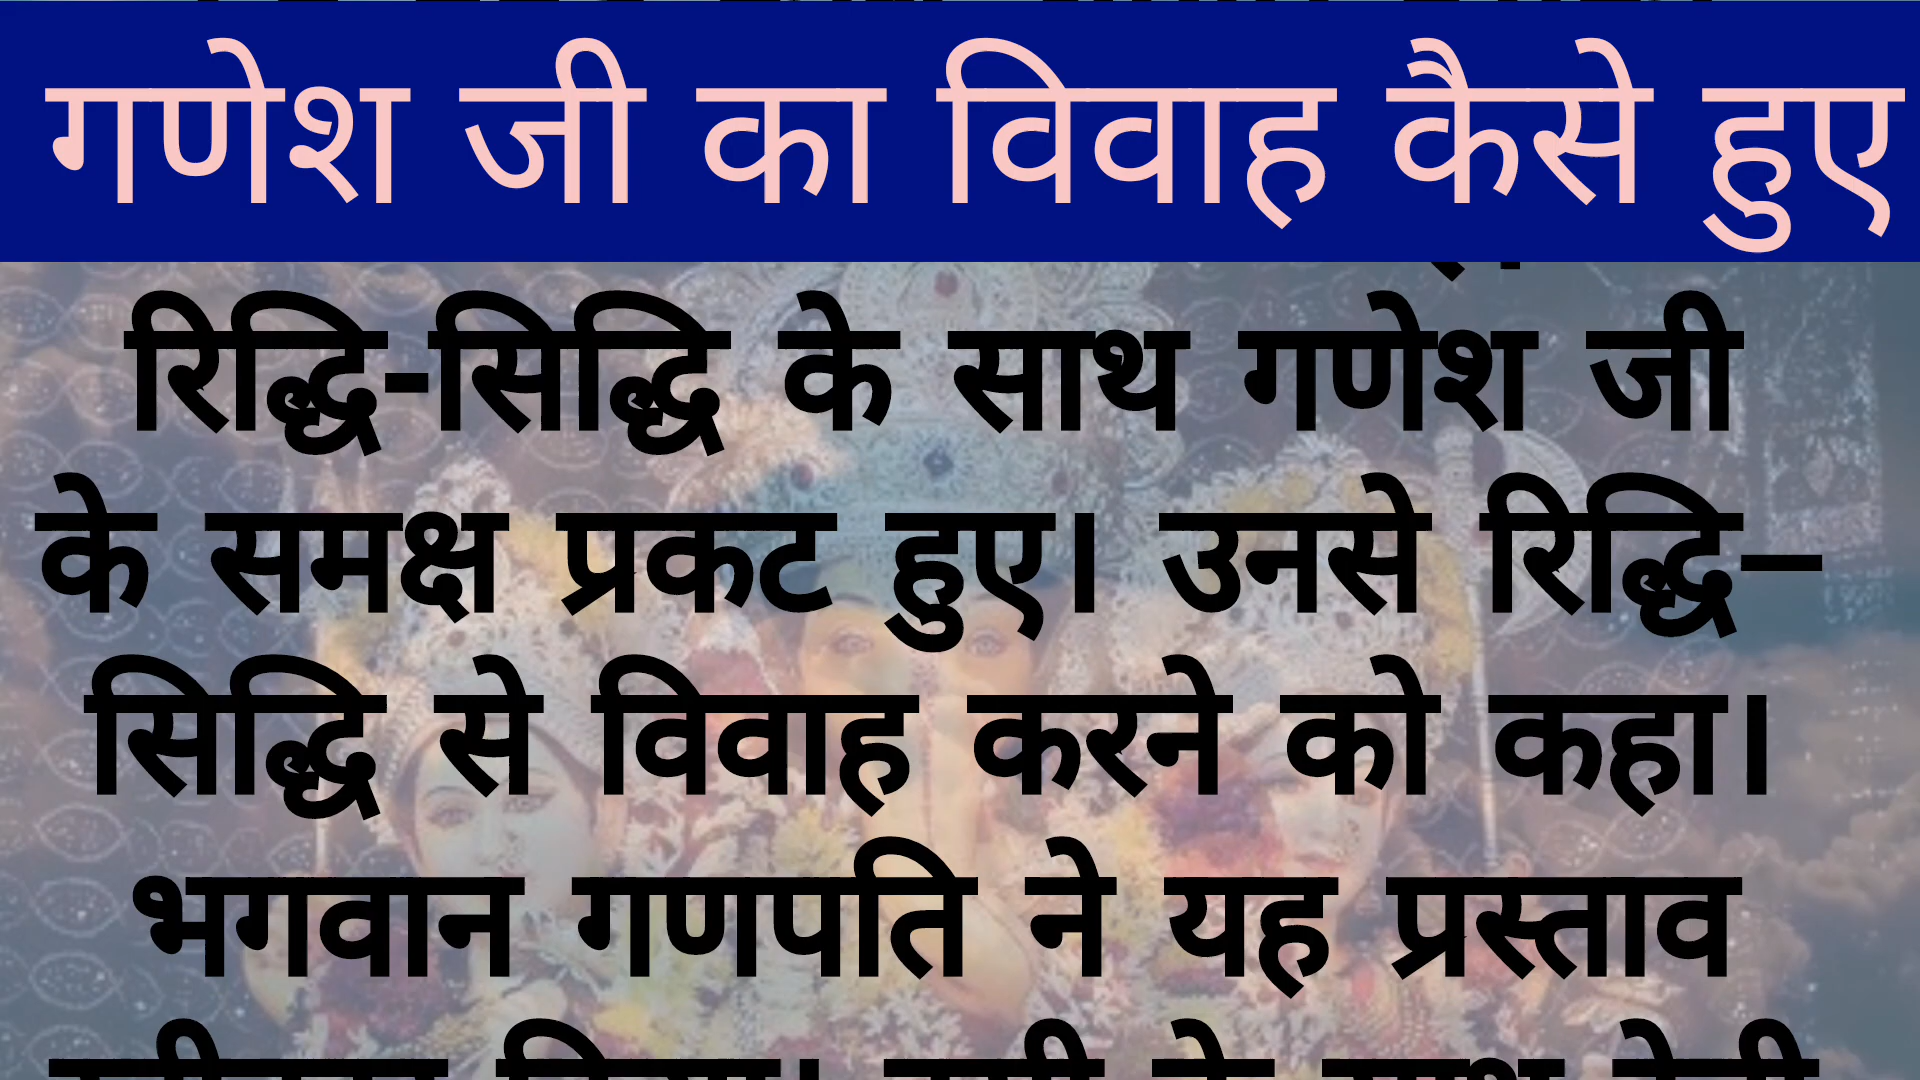 गणेश जी का विवाह कैसे हुए
रिद्धि-सिद्धि के साथ गणेश जी
के समक्ष प्रकट हुए। उनसे रिद्धि–
सिद्धि से विवाह करने को कहा।
भगवान गणपति ने यह प्रस्ताव